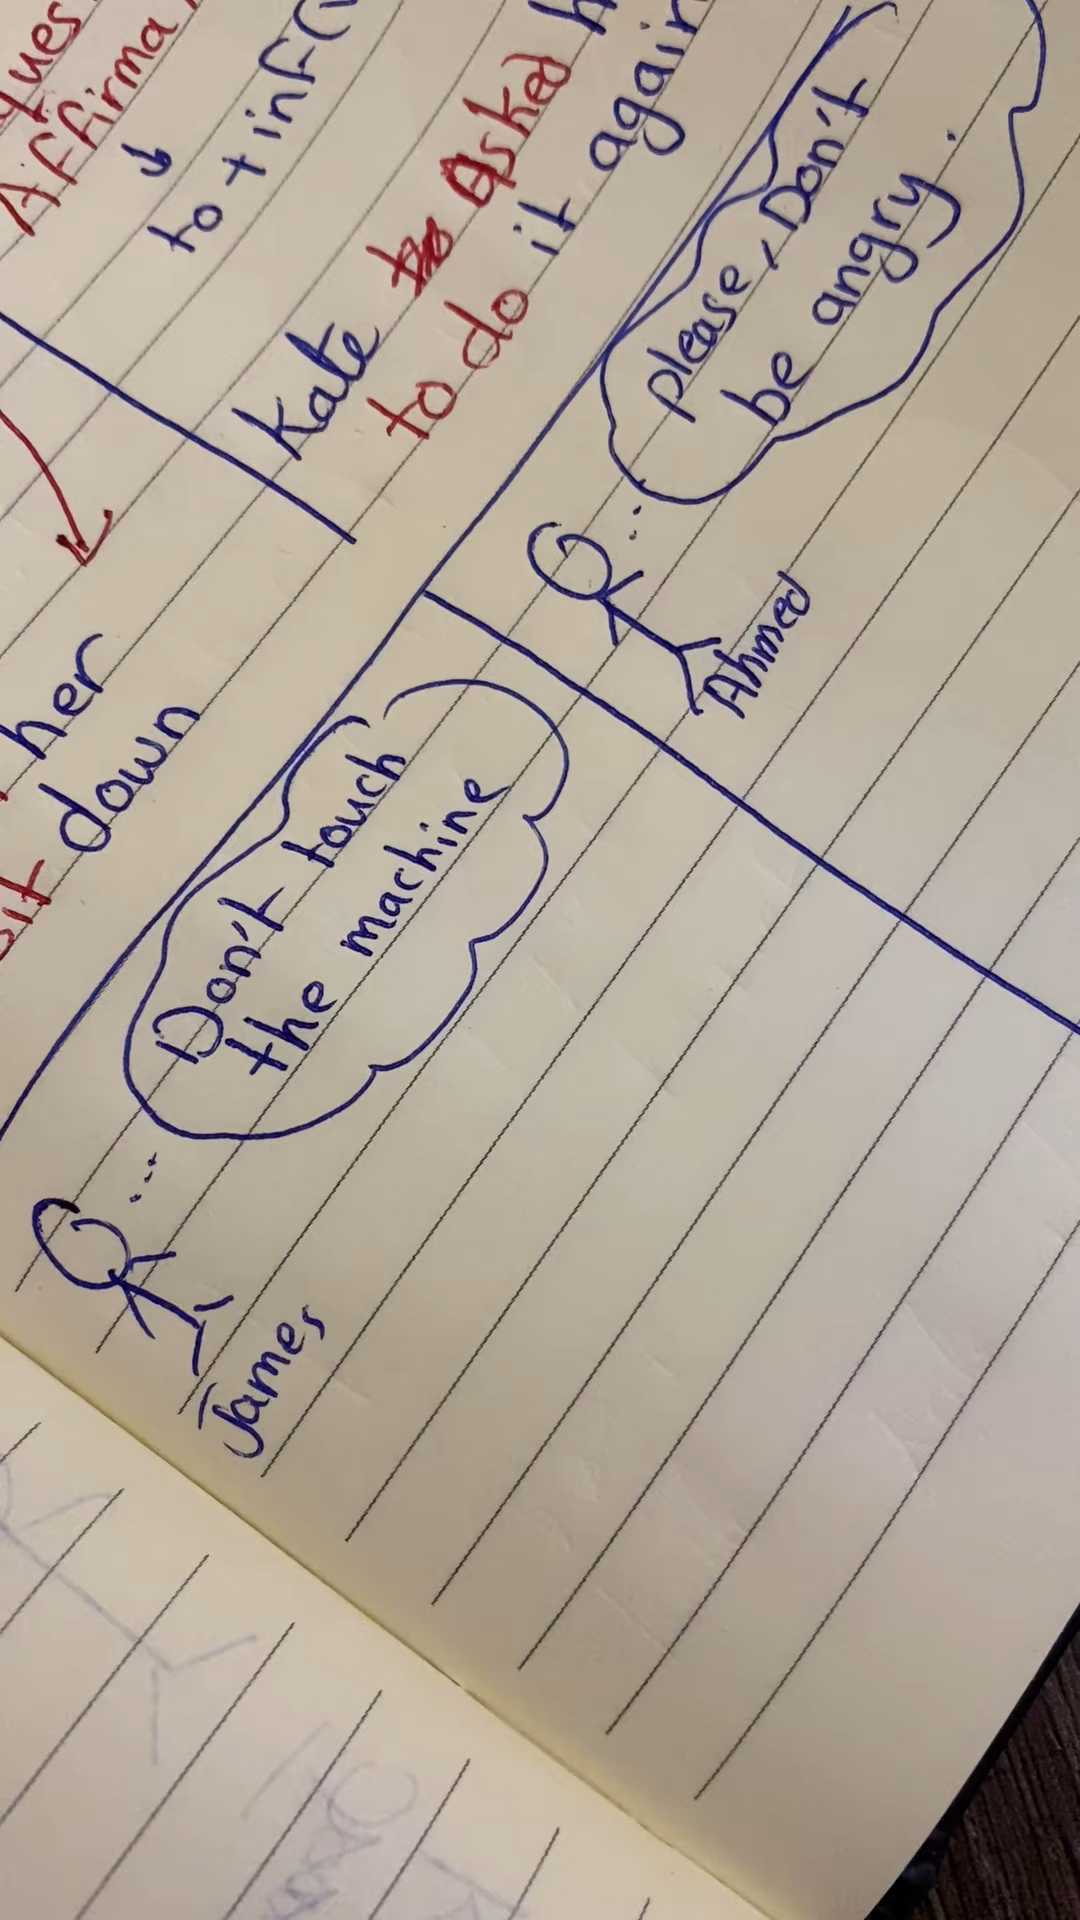 to + inf
Kate Asked
to do it again
her
down
Don't touch
the machine
James
please, Don't
be angry.
Ahmed